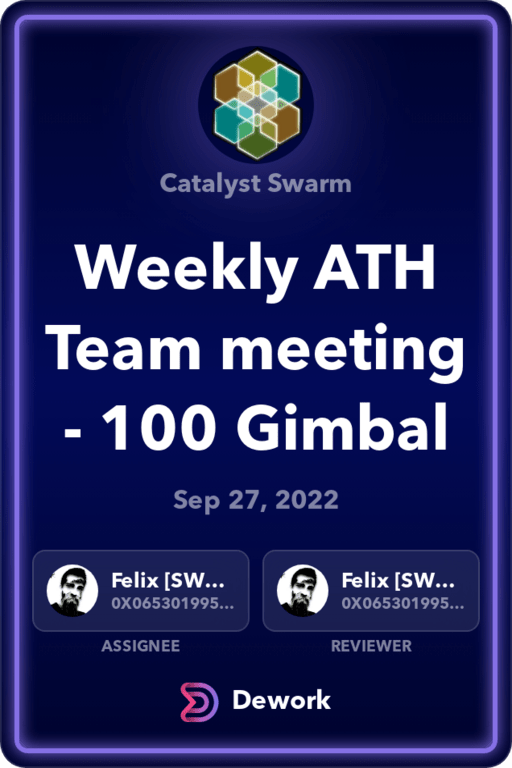 Catalyst Swarm
Weekly ATH
Team meeting
- 100 Gimbal
Sep 27, 2022
Felix [SW... Felix [SW...
0X065301995... 0X065301995...
ASSIGNEE REVIEWER
Dework